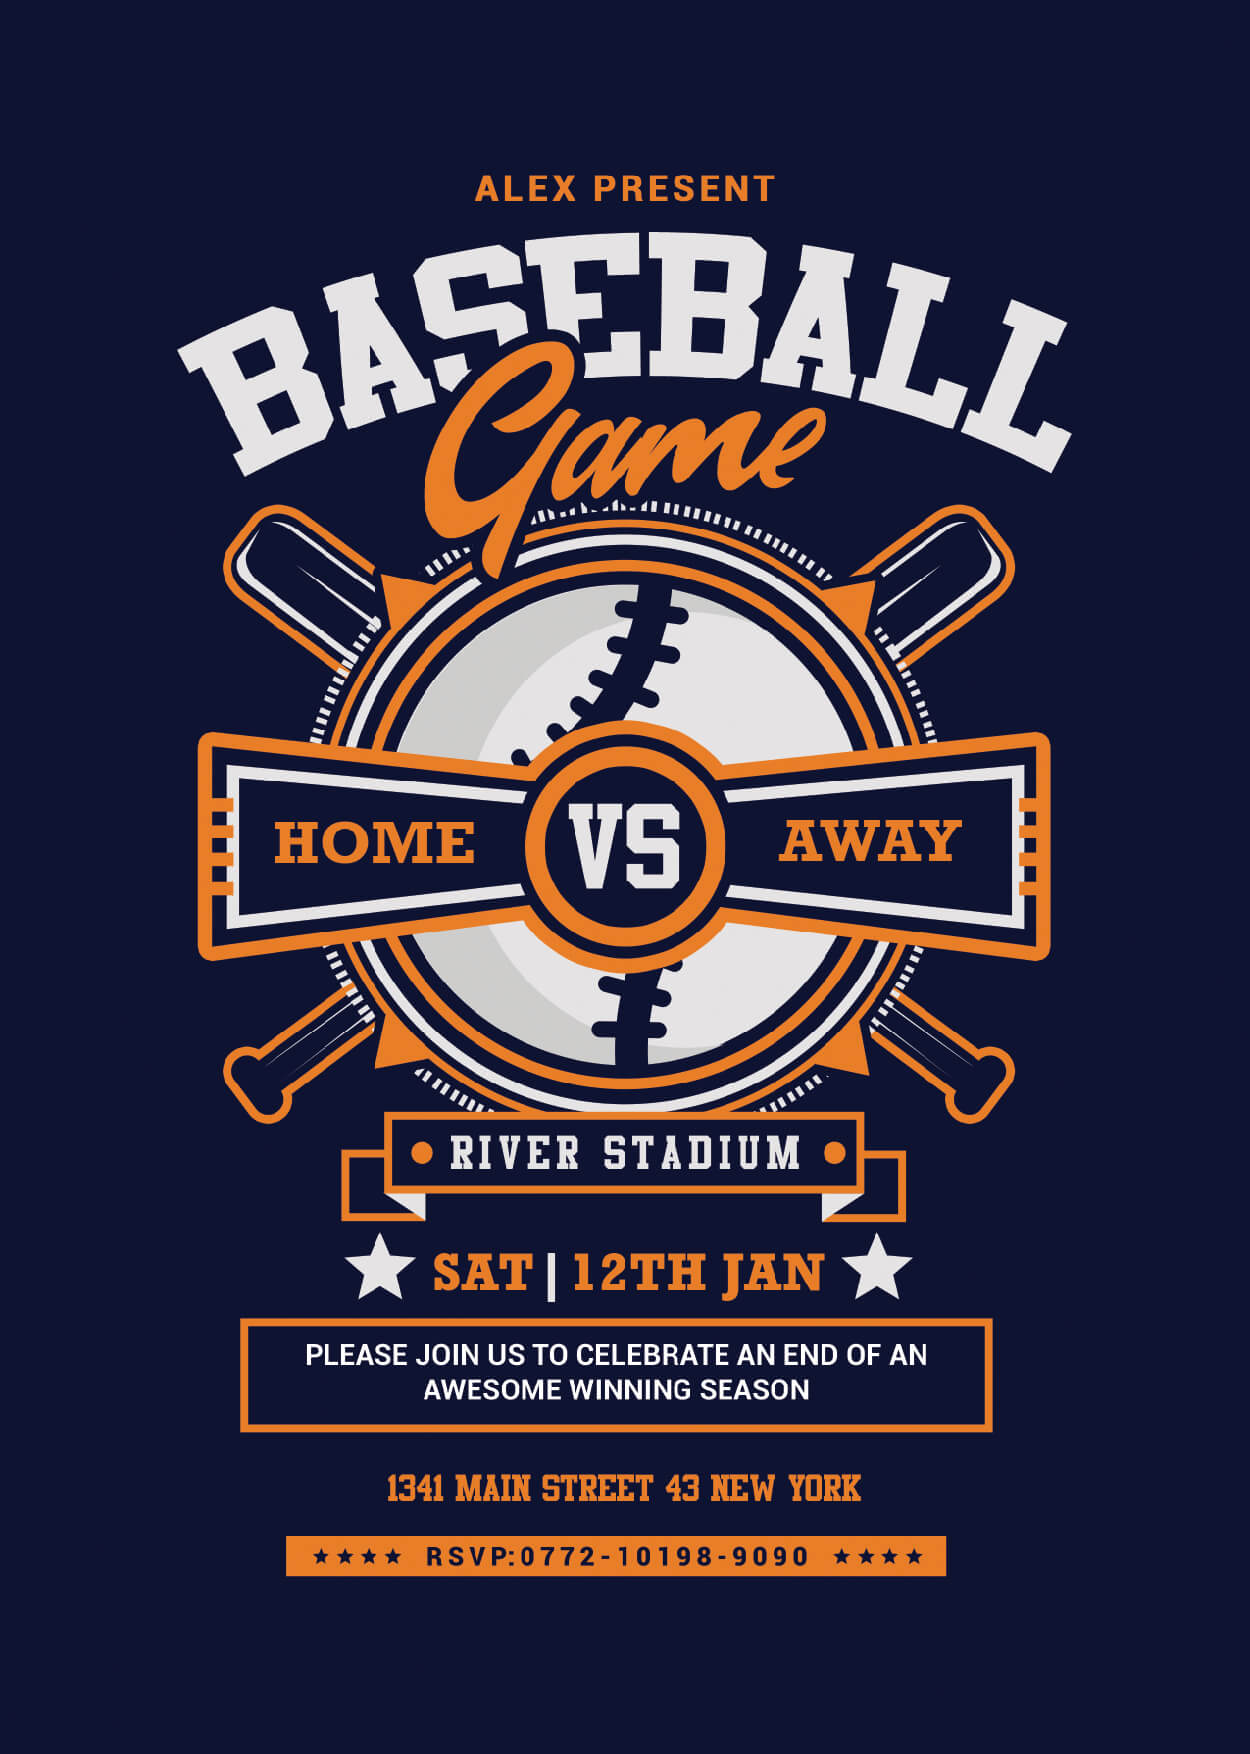 ALEX PRESENT
BASEBALL
Game
HOME VS AWAY
RIVER STADIUM
SAT | 12TH JAN
PLEASE JOIN US TO CELEBRATE AN END OF AN
AWESOME WINNING SEASON
1341 MAIN STREET 43 NEW YORK
RSVP:0772-10198-9090